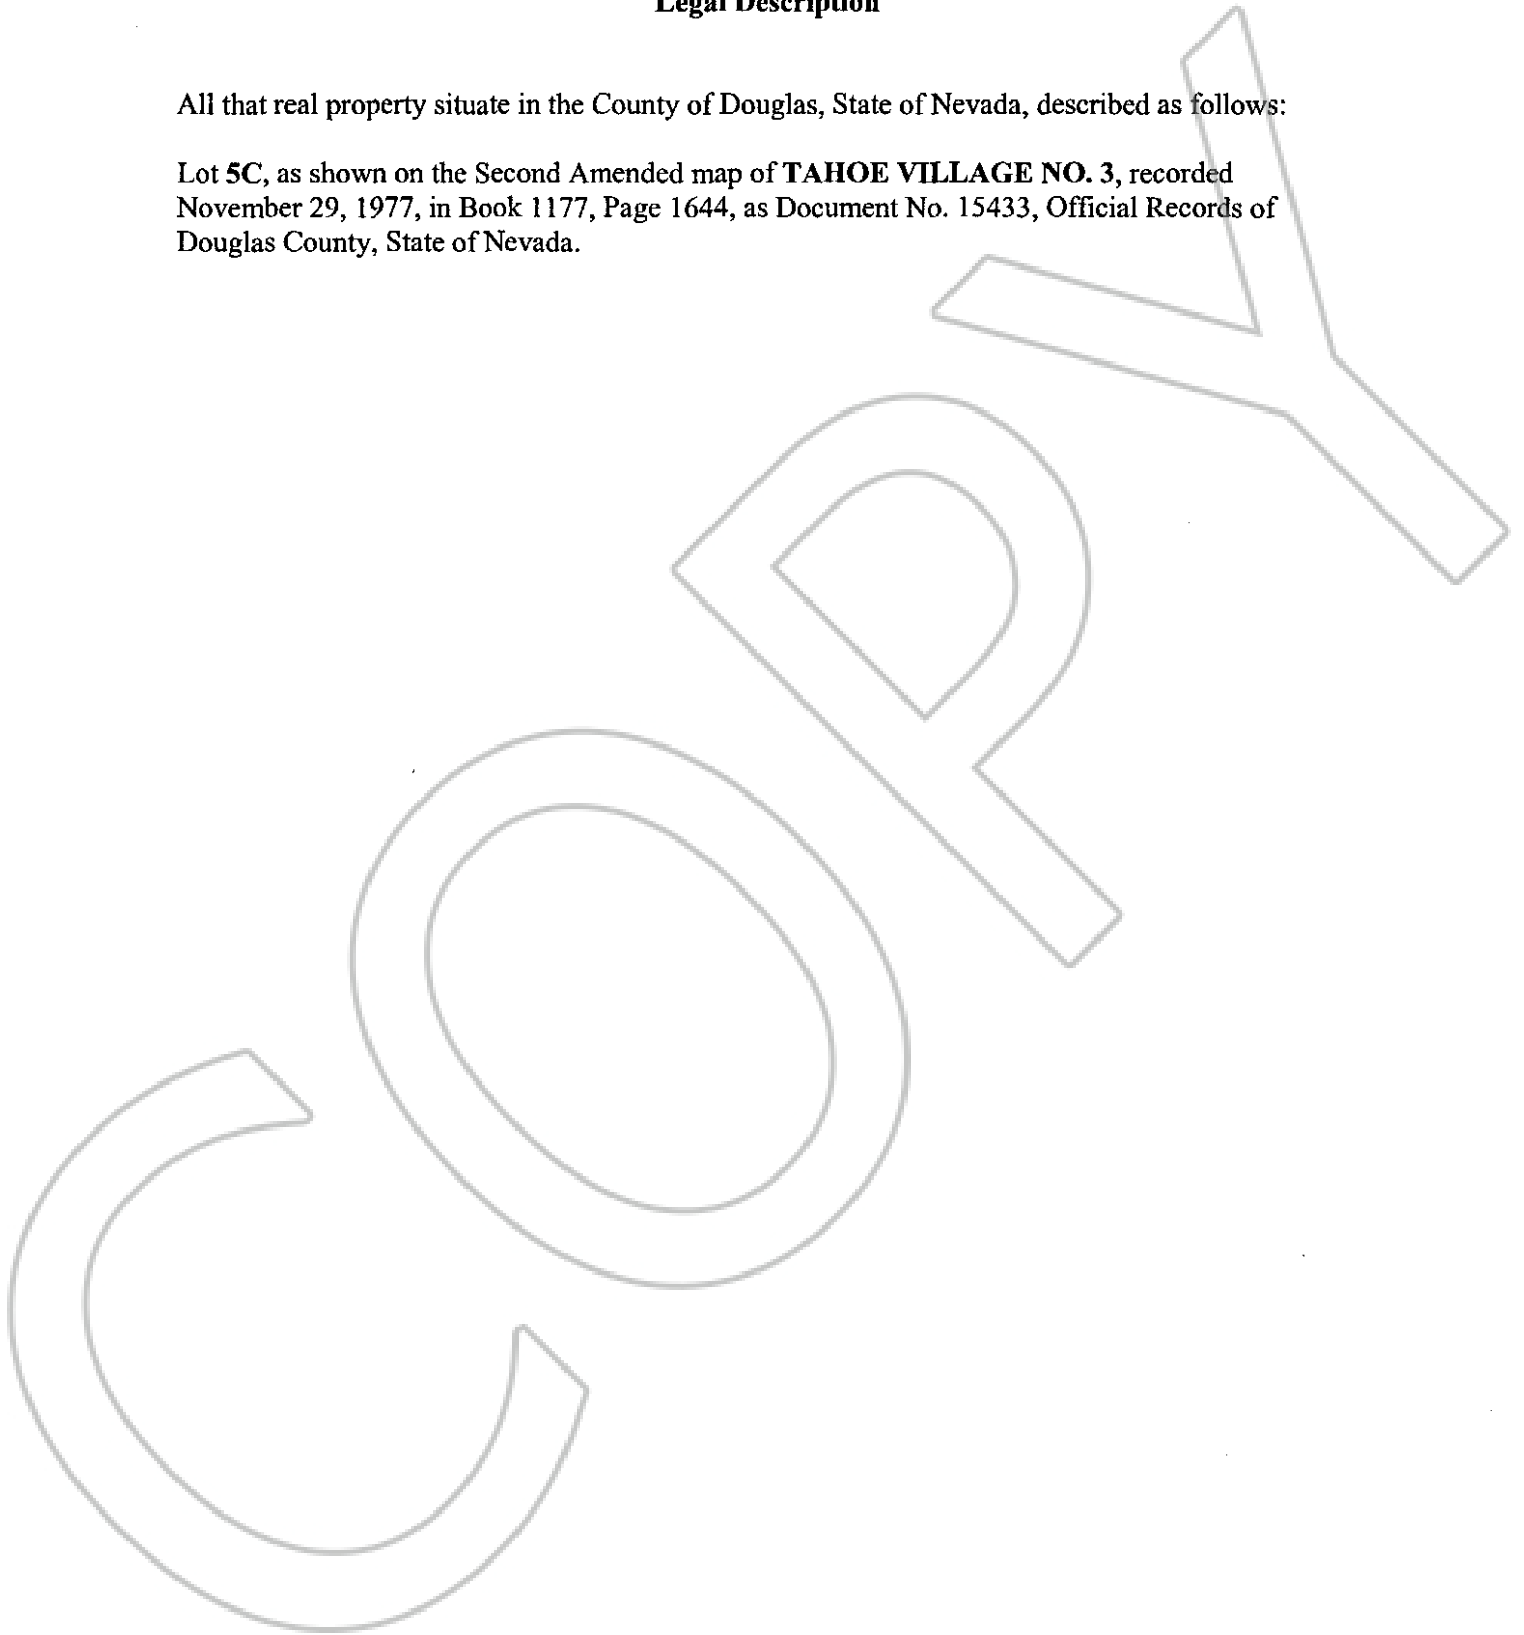 Legal Description
All that real property situate in the County of Douglas, State of Nevada, described as follows:
Lot 5C, as shown on the Second Amended map of TAHOE VILLAGE NO. 3, recorded
November 29, 1977, in Book 1177, Page 1644, as Document No. 15433, Official Records of
Douglas County, State of Nevada.
COPY